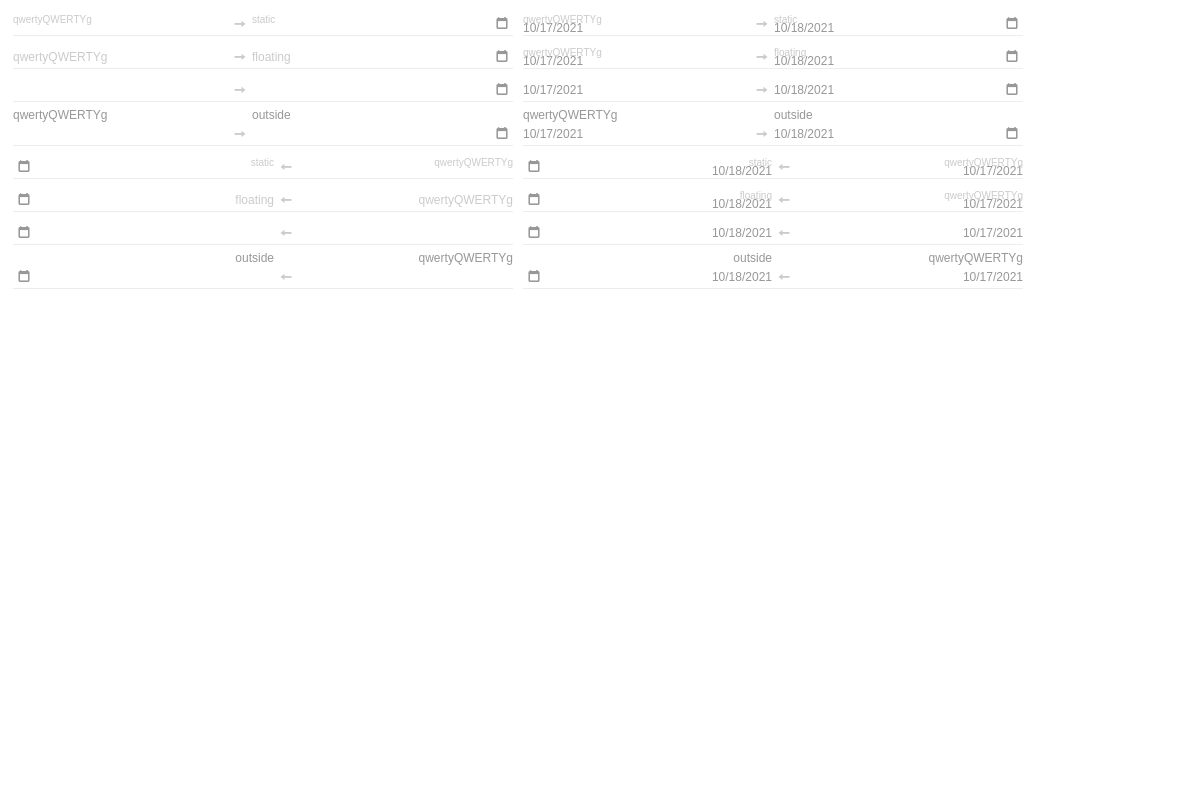 qwertyQWERTYg static qwertyQWERTYg static
10/17/2021 10/18/2021
qwertyQWERTYg floating qwertyQWERTYg floating
10/17/2021 10/18/2021
10/17/2021 10/18/2021
qwertyQWERTYg outside qwertyQWERTYg outside
10/17/2021 10/18/2021
static qwertyQWERTYg static qwertyQWERTYg
10/18/2021 10/17/2021
floating qwertyQWERTYg floating qwertyQWERTYg
10/18/2021 10/17/2021
10/18/2021 10/17/2021
outside qwertyQWERTYg outside qwertyQWERTYg
10/18/2021 10/17/2021